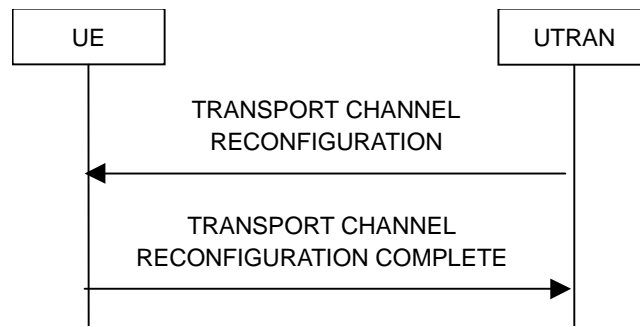 UE
UTRAN
TRANSPORT CHANNEL
RECONFIGURATION
TRANSPORT CHANNEL
RECONFIGURATION COMPLETE